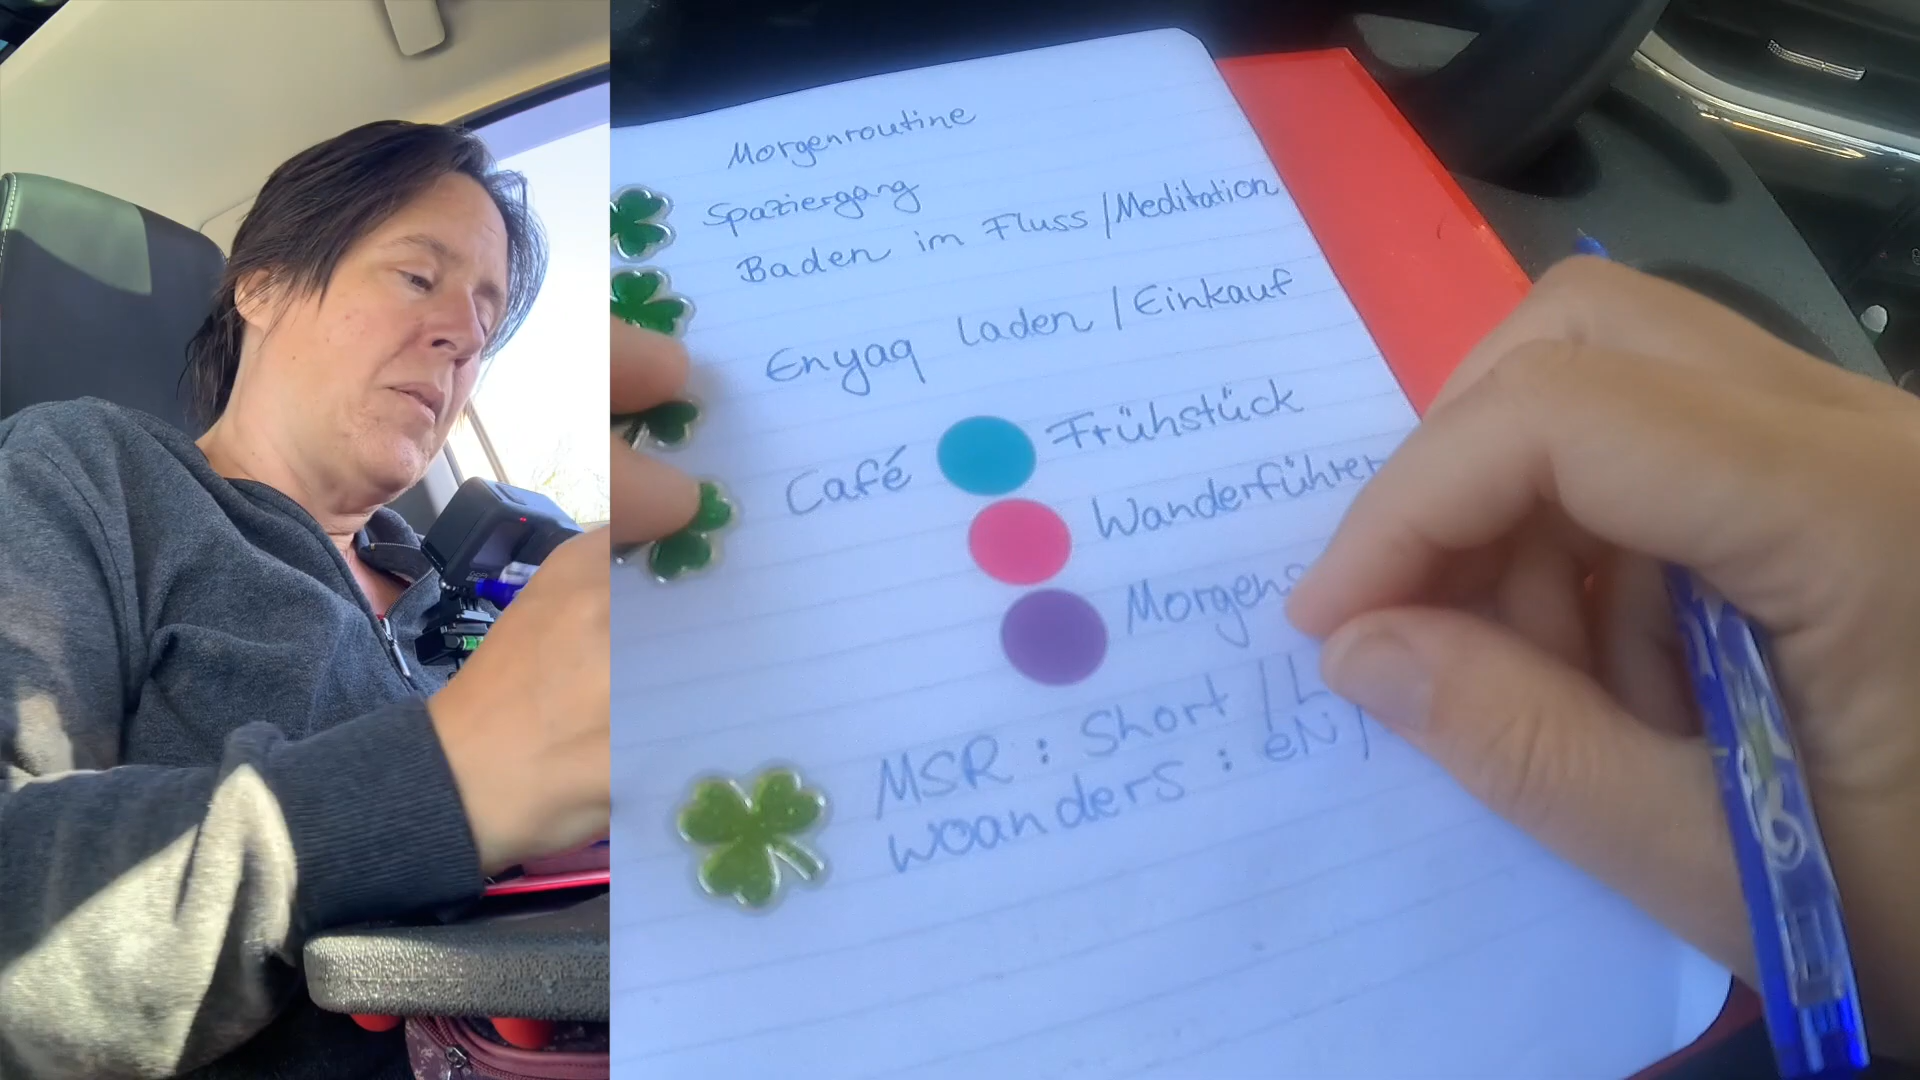 Morgenroutine
Spaziergang
Baden im Fluss / Meditation
Enyaq laden / Einkauf
Café Frühstück
Wanderführer
Morgens
MSR : Short / L
woanders : eN /